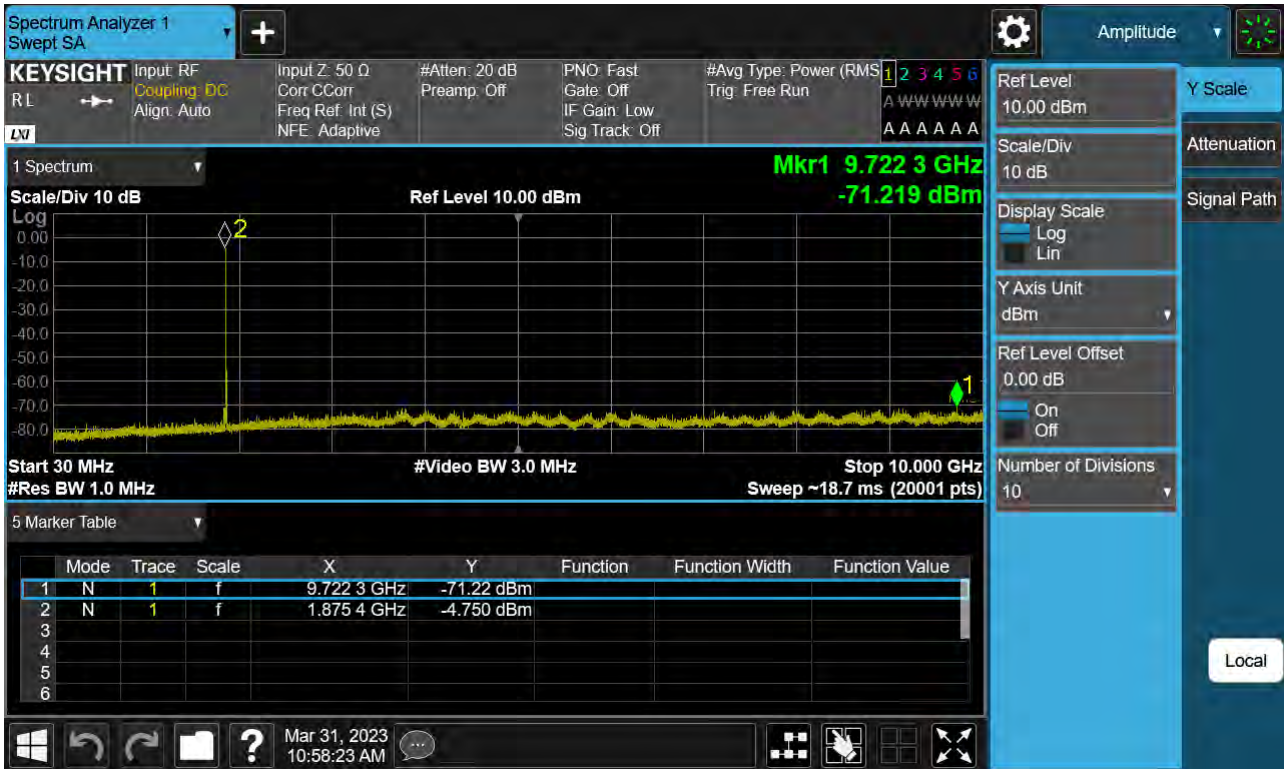 Spectrum Analyzer 1
Swept SA
Amplitude
KEYSIGHT
RL
LXI
Input: RF
Coupling: DC
Align: Auto
Input Z: 50 Ω
Corr CCorr
Freq Ref: Int (S)
NFE: Adaptive
#Atten: 20 dB
Preamp: Off
PNO: Fast
Gate: Off
IF Gain: Low
Sig Track: Off
#Avg Type: Power (RMS
Trig: Free Run
1 2 3 4 5 6
A W W W W W
A A A A A A
1 Spectrum
Mkr1 9.722 3 GHz
-71.219 dBm
Scale/Div 10 dB
Ref Level 10.00 dBm
Log
0.00
-10.0
-20.0
-30.0
-40.0
-50.0
-60.0
-70.0
-80.0
2
1
Start 30 MHz
#Video BW 3.0 MHz
Stop 10.000 GHz
#Res BW 1.0 MHz
Sweep ~18.7 ms (20001 pts)
5 Marker Table
Mode Trace Scale X Y Function Function Width Function Value
1 N 1 f 9.722 3 GHz -71.22 dBm
2 N 1 f 1.875 4 GHz -4.750 dBm
3
4
5
6
Ref Level
10.00 dBm
Scale/Div
10 dB
Display Scale
Log
Lin
Y Axis Unit
dBm
Ref Level Offset
0.00 dB
On
Off
Number of Divisions
10
Y Scale
Attenuation
Signal Path
Local
?
Mar 31, 2023
10:58:23 AM